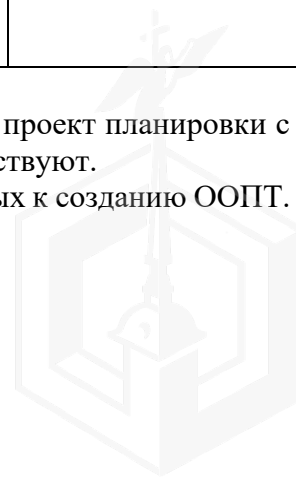 проект планировки с
ствуют.
ых к созданию ООПТ.